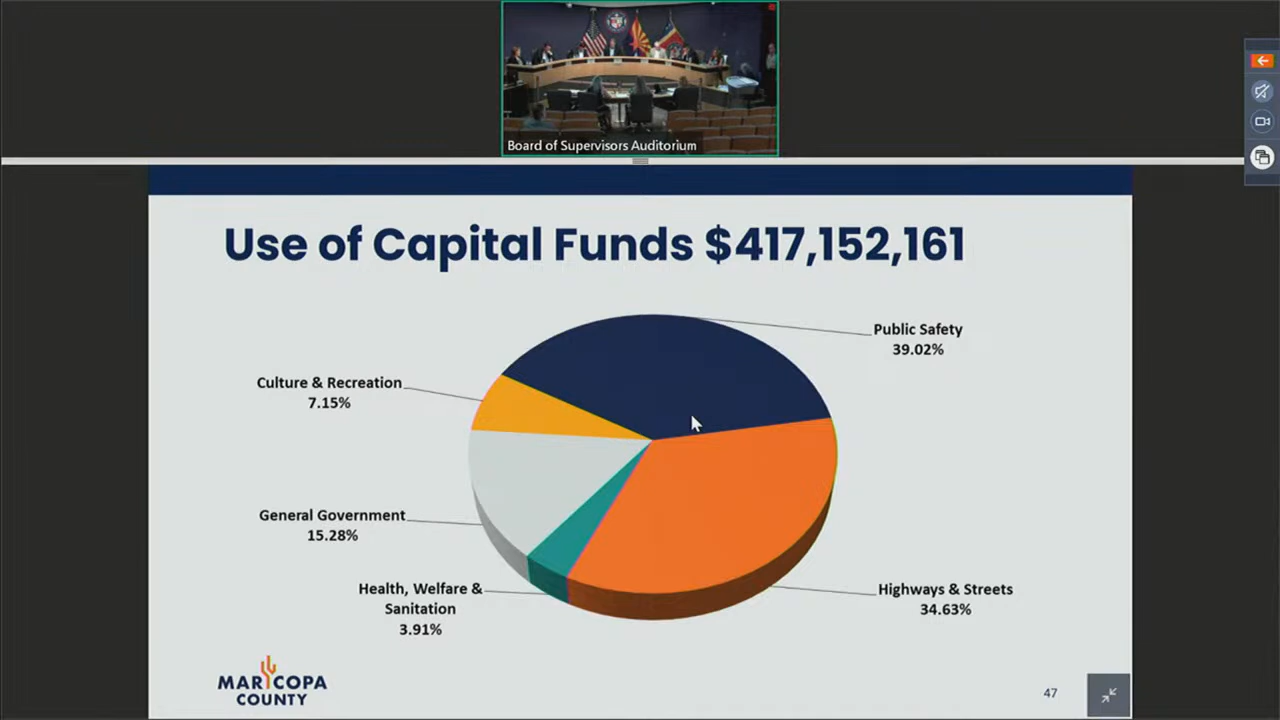 Board of Supervisors Auditorium
Use of Capital Funds $417,152,161
Public Safety
39.02%
Culture & Recreation
7.15%
General Government
15.28%
Health, Welfare &
Sanitation
3.91%
Highways & Streets
34.63%
MARICOPA
COUNTY
47